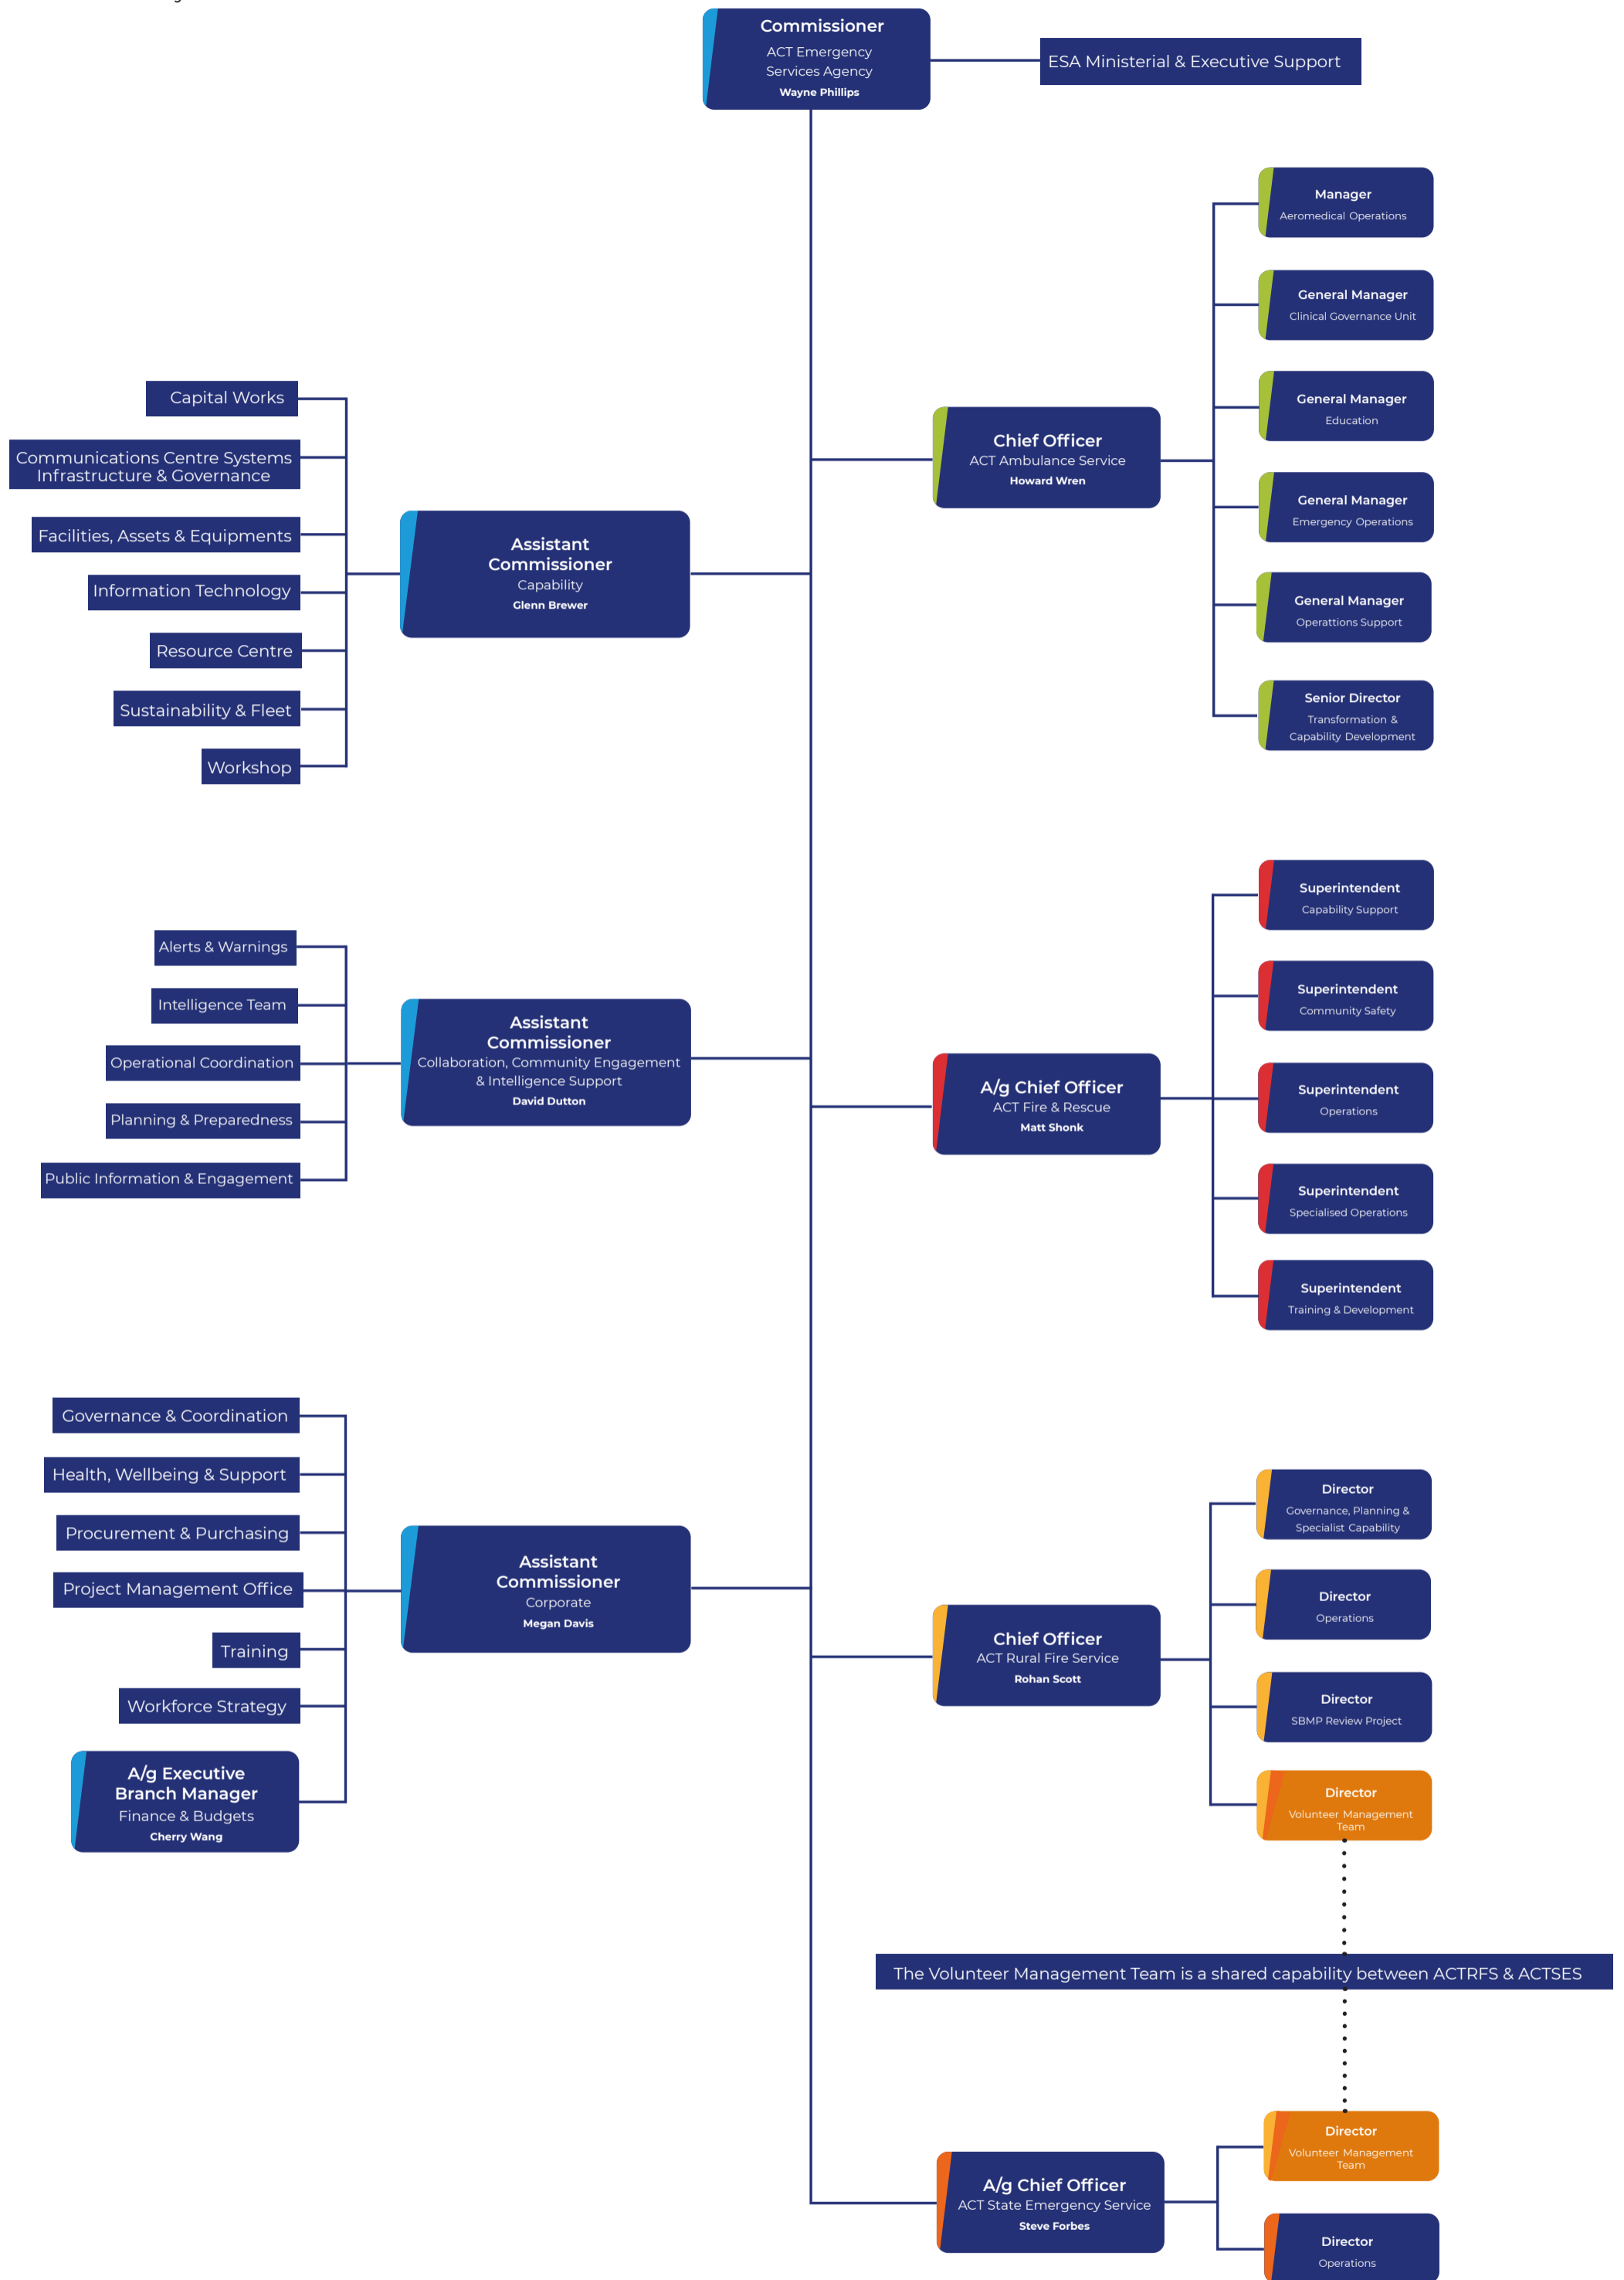 Commissioner
ACT Emergency
Services Agency
Wayne Phillips
ESA Ministerial & Executive Support
Capital Works
Communications Centre Systems
Infrastructure & Governance
Facilities, Assets & Equipments
Information Technology
Resource Centre
Sustainability & Fleet
Workshop
Assistant
Commissioner
Capability
Glenn Brewer
Chief Officer
ACT Ambulance Service
Howard Wren
Manager
Aeromedical Operations
General Manager
Clinical Governance Unit
General Manager
Education
General Manager
Emergency Operations
General Manager
Operattions Support
Senior Director
Transformation &
Capability Development
Alerts & Warnings
Intelligence Team
Operational Coordination
Planning & Preparedness
Public Information & Engagement
Assistant
Commissioner
Collaboration, Community Engagement
& Intelligence Support
David Dutton
A/g Chief Officer
ACT Fire & Rescue
Matt Shonk
Superintendent
Capability Support
Superintendent
Community Safety
Superintendent
Operations
Superintendent
Specialised Operations
Superintendent
Training & Development
Governance & Coordination
Health, Wellbeing & Support
Procurement & Purchasing
Project Management Office
Training
Workforce Strategy
A/g Executive
Branch Manager
Finance & Budgets
Cherry Wang
Assistant
Commissioner
Corporate
Megan Davis
Chief Officer
ACT Rural Fire Service
Rohan Scott
Director
Governance, Planning &
Specialist Capability
Director
Operations
Director
SBMP Review Project
Director
Volunteer Management
Team
The Volunteer Management Team is a shared capability between ACTRFS & ACTSES
A/g Chief Officer
ACT State Emergency Service
Steve Forbes
Director
Volunteer Management
Team
Director
Operations